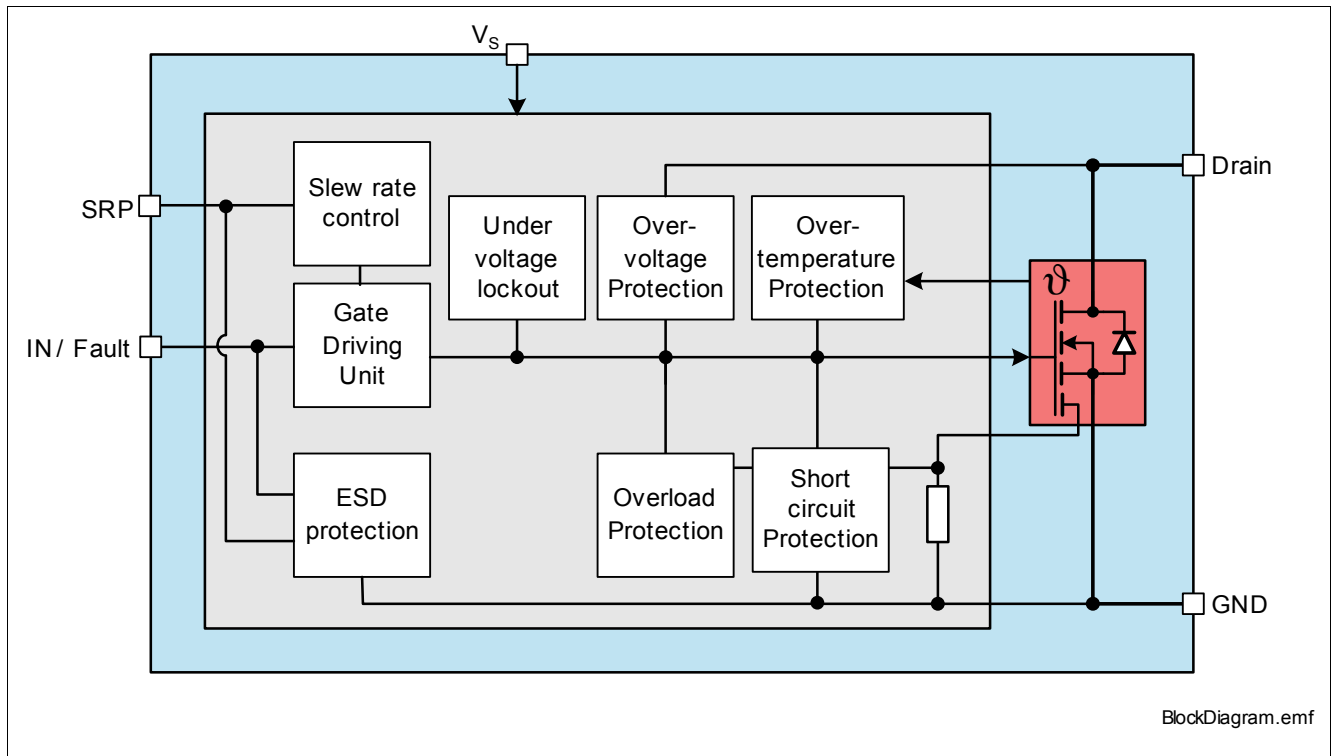 V_S
Drain
SRP
Slew rate
control
Under
voltage
lockout
Over-
voltage
Protection
Over-
temperature
Protection
ϑ
IN / Fault
Gate
Driving
Unit
ESD
protection
Overload
Protection
Short
circuit
Protection
GND
BlockDiagram.emf